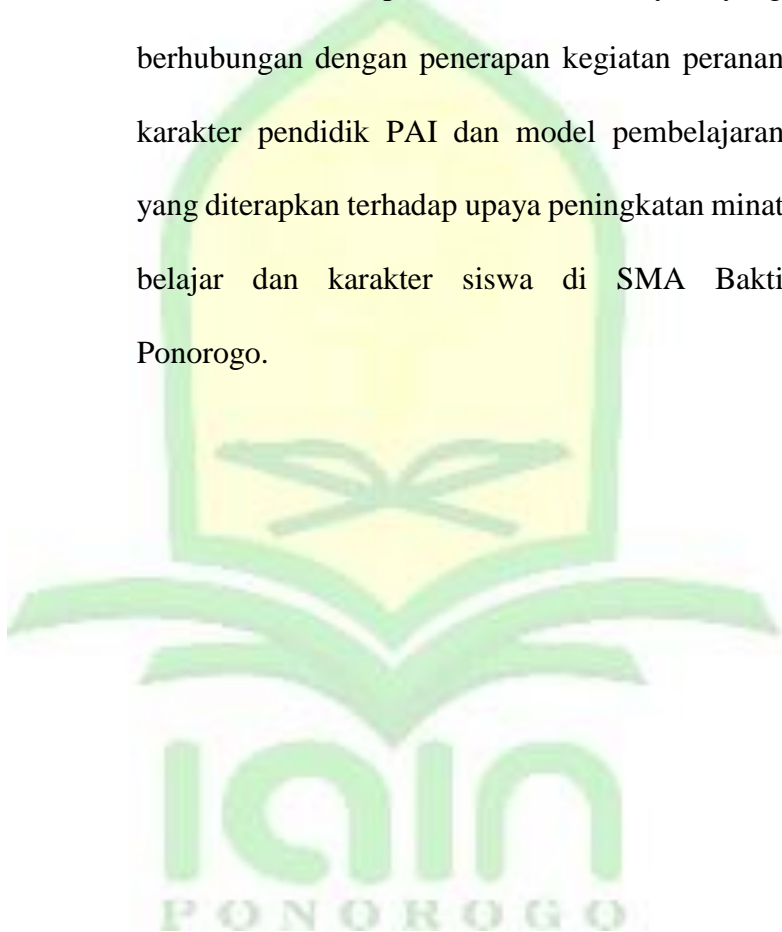 berhubungan dengan penerapan kegiatan peranan
karakter pendidik PAI dan model pembelajaran
yang diterapkan terhadap upaya peningkatan minat
belajar dan karakter siswa di SMA Bakti
Ponorogo.
iain
PONOROGO